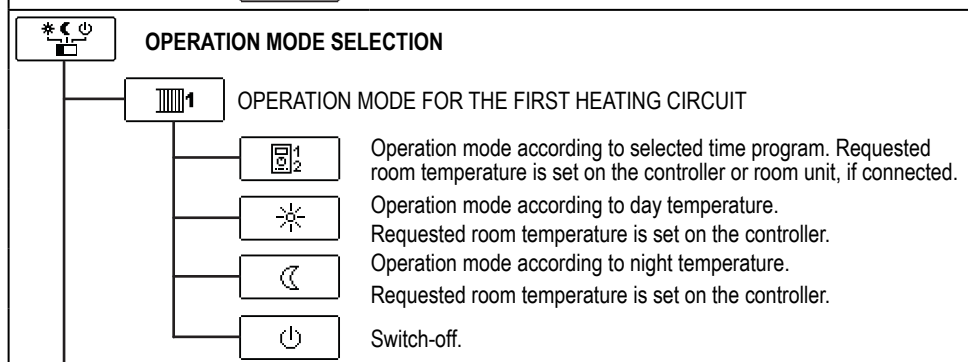 OPERATION MODE SELECTION
1 OPERATION MODE FOR THE FIRST HEATING CIRCUIT
1
2
Operation mode according to selected time program. Requested
room temperature is set on the controller or room unit, if connected.
Operation mode according to day temperature.
Requested room temperature is set on the controller.
Operation mode according to night temperature.
Requested room temperature is set on the controller.
Switch-off.